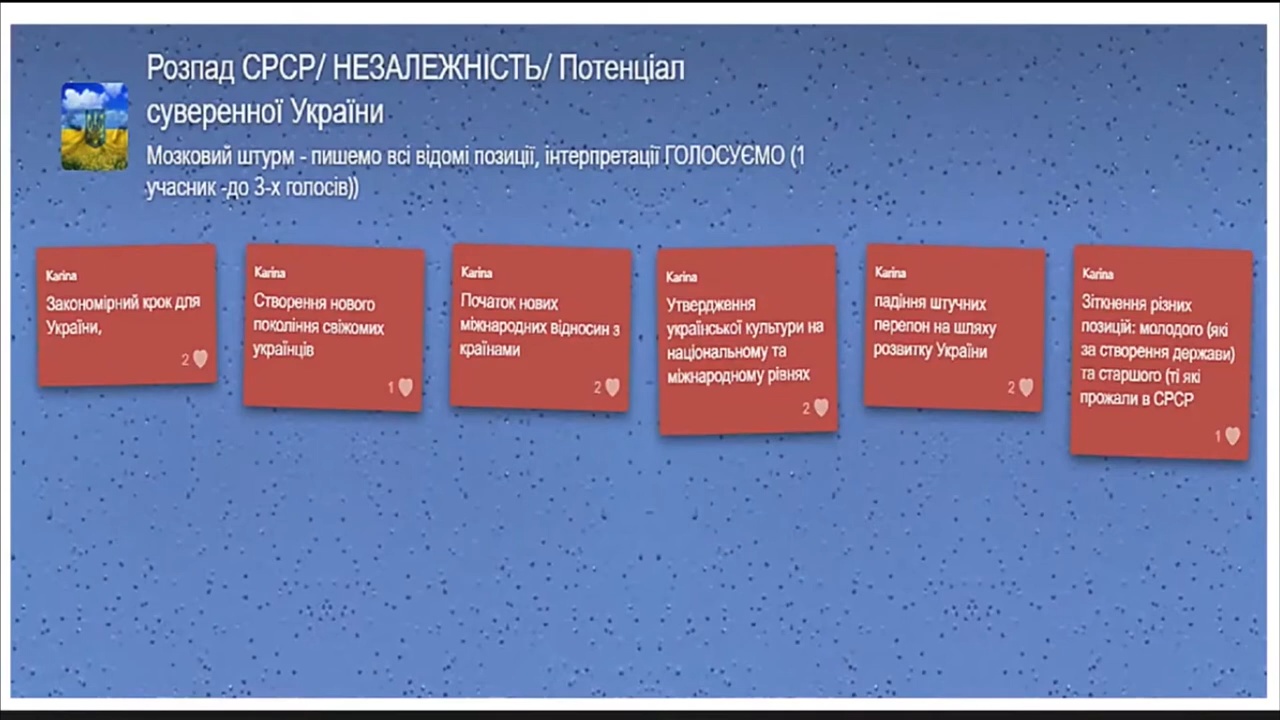 Розпад СРСР/ НЕЗАЛЕЖНІСТЬ/ Потенціал
суверенної України
Мозковий штурм - пишемо всі відомі позиції, інтерпретації ГОЛОСУЄМО (1
учасник -до 3-х голосів))
Karina
Закономірний крок для
України,
2
Karina
Створення нового
покоління свіжомих
українців
1
Karina
Початок нових
міжнародних відносин з
країнами
2
Karina
Утвердження
української культури на
національному та
міжнародному рівнях
2
Karina
падіння штучних
перепон на шляху
розвитку України
2
Karina
Зіткнення різних
позицій: молодого (які
за створення держави)
та старшого (ті які
прожали в СРСР
1